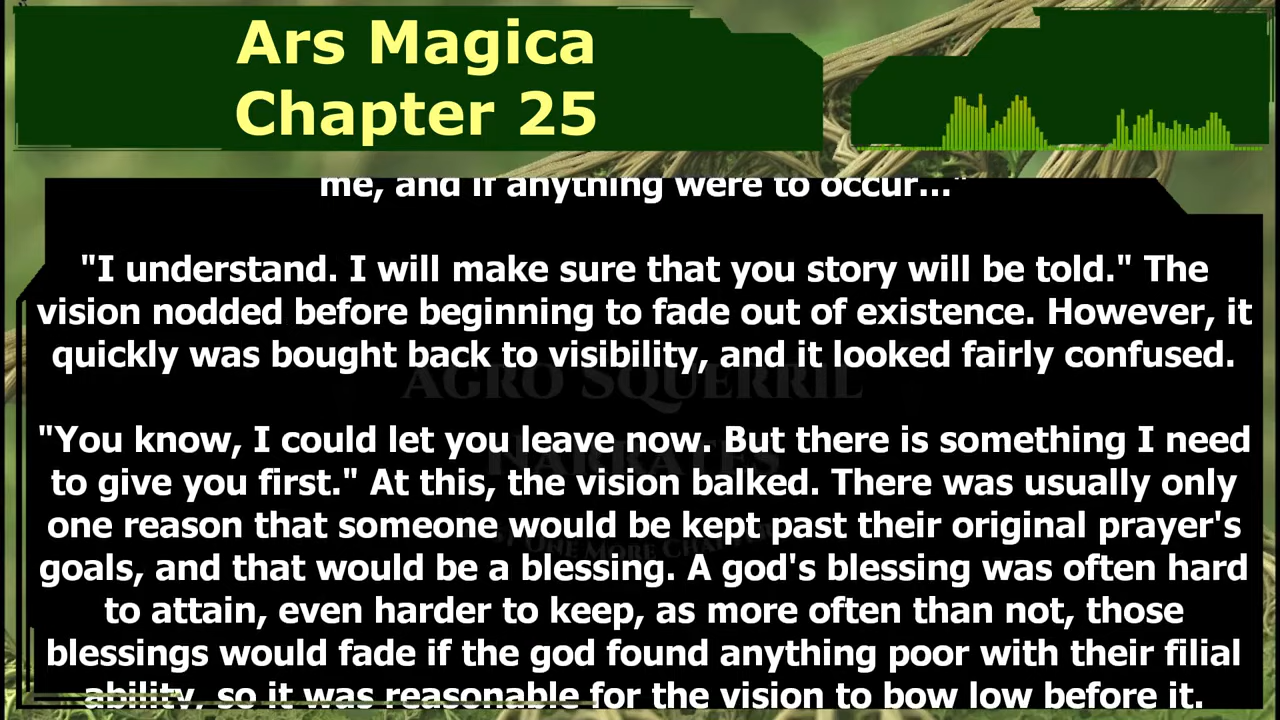 Ars Magica
Chapter 25
me, and if anything were to occur..."
"I understand. I will make sure that you story will be told." The
vision nodded before beginning to fade out of existence. However, it
quickly was bought back to visibility, and it looked fairly confused.
AGRO SQUERRIL
NARRATES
"You know, I could let you leave now. But there is something I need
to give you first." At this, the vision balked. There was usually only
one reason that someone would be kept past their original prayer's
ONE MORE
goals, and that would be a blessing. A god's blessing was often hard
to attain, even harder to keep, as more often than not, those
blessings would fade if the god found anything poor with their filial
ability, so it was reasonable for the vision to bow low before it.